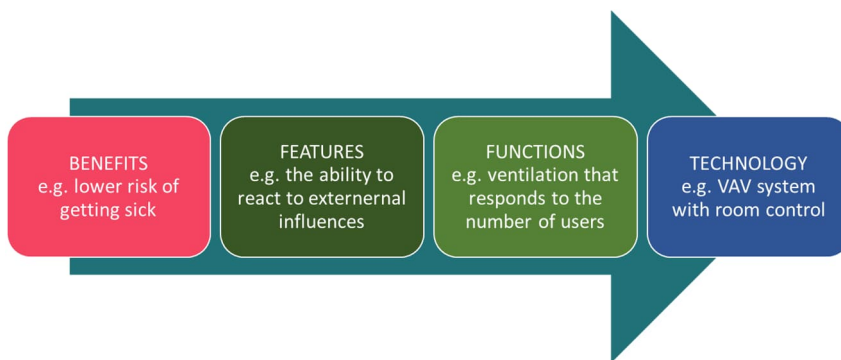 BENEFITS
e.g. lower risk of
getting sick
FEATURES
e.g. the ability to
react to externernal
influences
FUNCTIONS
e.g. ventilation that
responds to the
number of users
TECHNOLOGY
e.g. VAV system
with room control